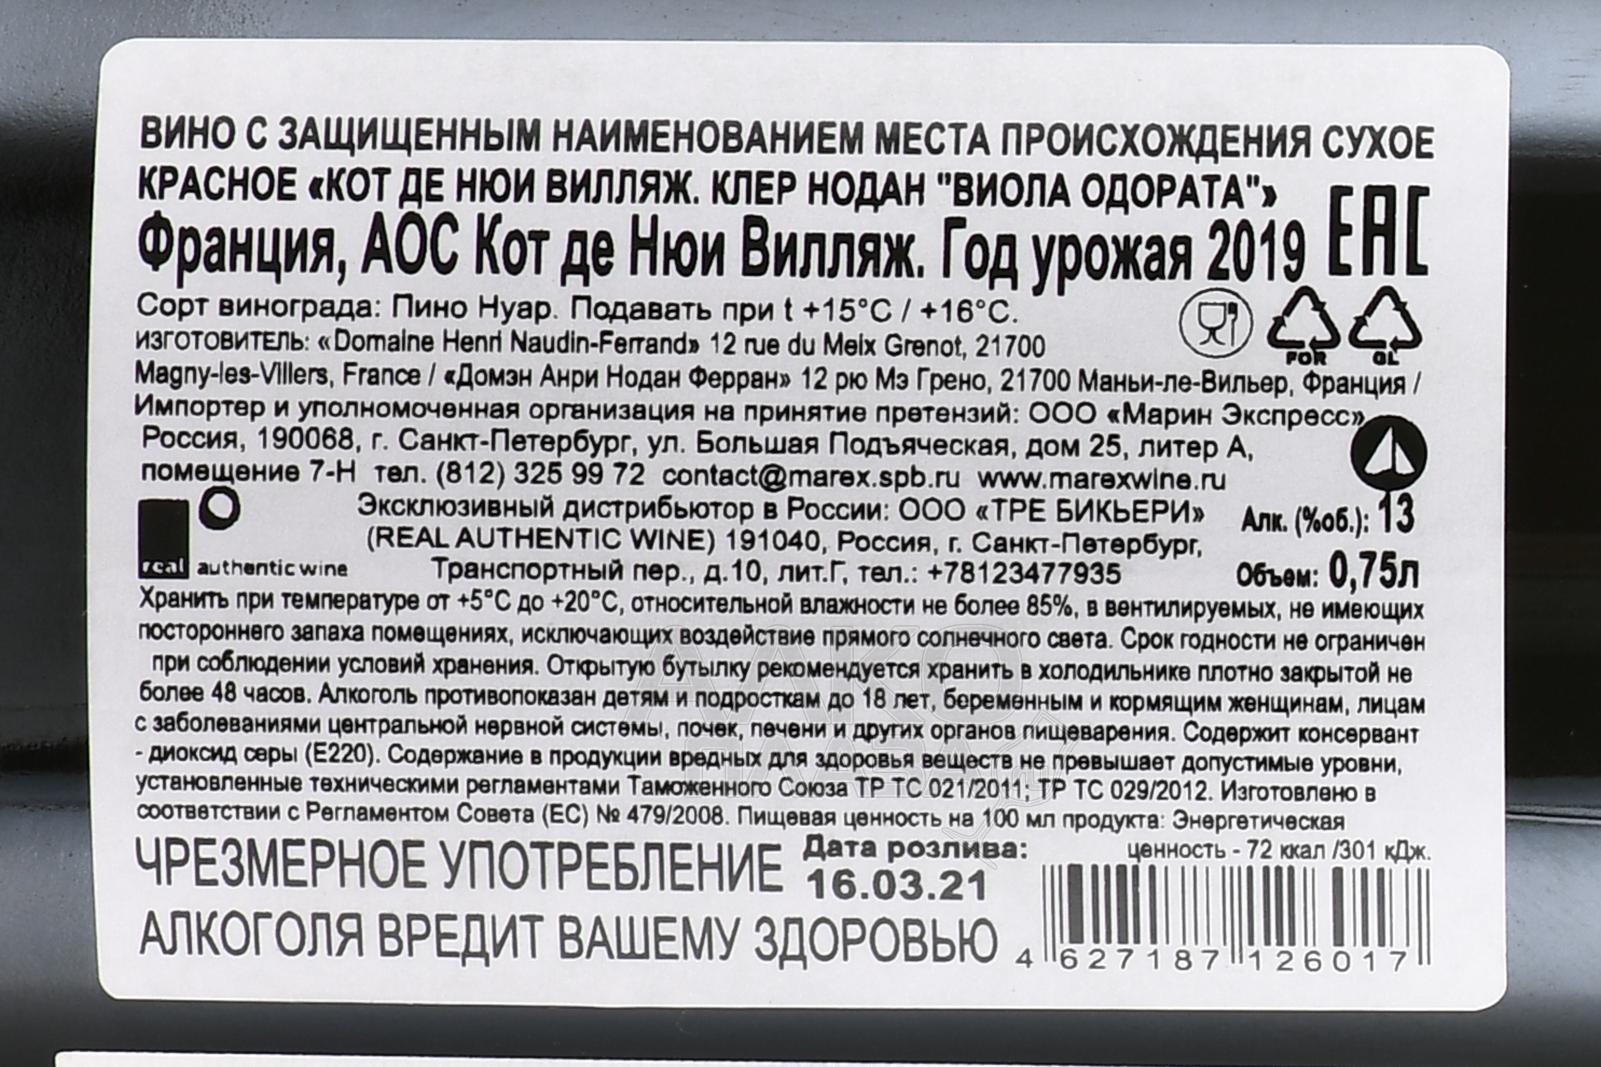 ВИНО С ЗАЩИЩЕННЫМ НАИМЕНОВАНИЕМ МЕСТА ПРОИСХОЖДЕНИЯ СУХОЕ
КРАСНОЕ «КОТ ДЕ НЮИ ВИЛЛЯЖ. КЛЕР НОДАН "ВИОЛА ОДОРАТА"»
Франция, АОС Кот де Нюи Вилляж. Год урожая 2019 ЕАС
Сорт винограда: Пино Нуар. Подавать при t +15°C / +16°C.
ИЗГОТОВИТЕЛЬ: «Domaine Henri Naudin-Ferrand» 12 rue du Meix Grenot, 21700
FOR GL
Magny-les-Villers, France / «Домэн Анри Нодан Ферран» 12 рю Мэ Грено, 21700 Маньи-ле-Вильер, Франция /
Импортер и уполномоченная организация на принятие претензий: ООО «Марин Экспресс»
Россия, 190068, г. Санкт-Петербург, ул. Большая Подъяческая, дом 25, литер А,
помещение 7-Н тел. (812) 325 99 72 contact@marex.spb.ru www.marexwine.ru
Эксклюзивный дистрибьютор в России: ООО «ТРЕ БИКЬЕРИ»
(REAL AUTHENTIC WINE) 191040, Россия, г. Санкт-Петербург,
Транспортный пер., д.10, лит.Г, тел.: +78123477935
real authentic wine
Алк. (%об.): 13
Объем: 0,75л
Хранить при температуре от +5°С до +20°С, относительной влажности не более 85%, в вентилируемых, не имеющих
постороннего запаха помещениях, исключающих воздействие прямого солнечного света. Срок годности не ограничен
при соблюдении условий хранения. Открытую бутылку рекомендуется хранить в холодильнике плотно закрытой не
более 48 часов. Алкоголь противопоказан детям и подросткам до 18 лет, беременным и кормящим женщинам, лицам
с заболеваниями центральной нервной системы, почек, печени и других органов пищеварения. Содержит консервант
- диоксид серы (Е220). Содержание в продукции вредных для здоровья веществ не превышает допустимые уровни,
установленные техническими регламентами Таможенного Союза ТР ТС 021/2011; ТР ТС 029/2012. Изготовлено в
соответствии с Регламентом Совета (ЕС) № 479/2008. Пищевая ценность на 100 мл продукта: Энергетическая
ценность - 72 ккал /301 кДж.
ЧРЕЗМЕРНОЕ УПОТРЕБЛЕНИЕ
АЛКОГОЛЯ ВРЕДИТ ВАШЕМУ ЗДОРОВЬЮ
Дата розлива:
16.03.21
4 627187 126017